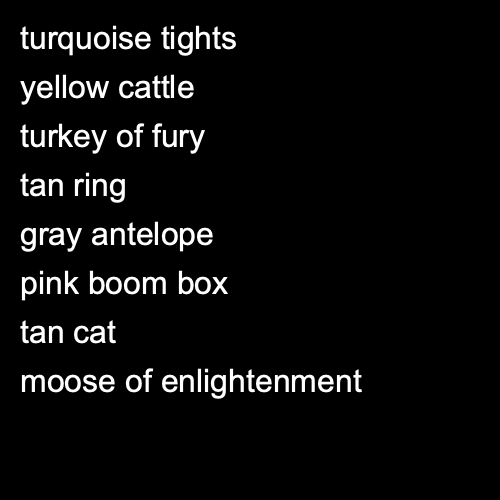 turquoise tights
yellow cattle
turkey of fury
tan ring
gray antelope
pink boom box
tan cat
moose of enlightenment